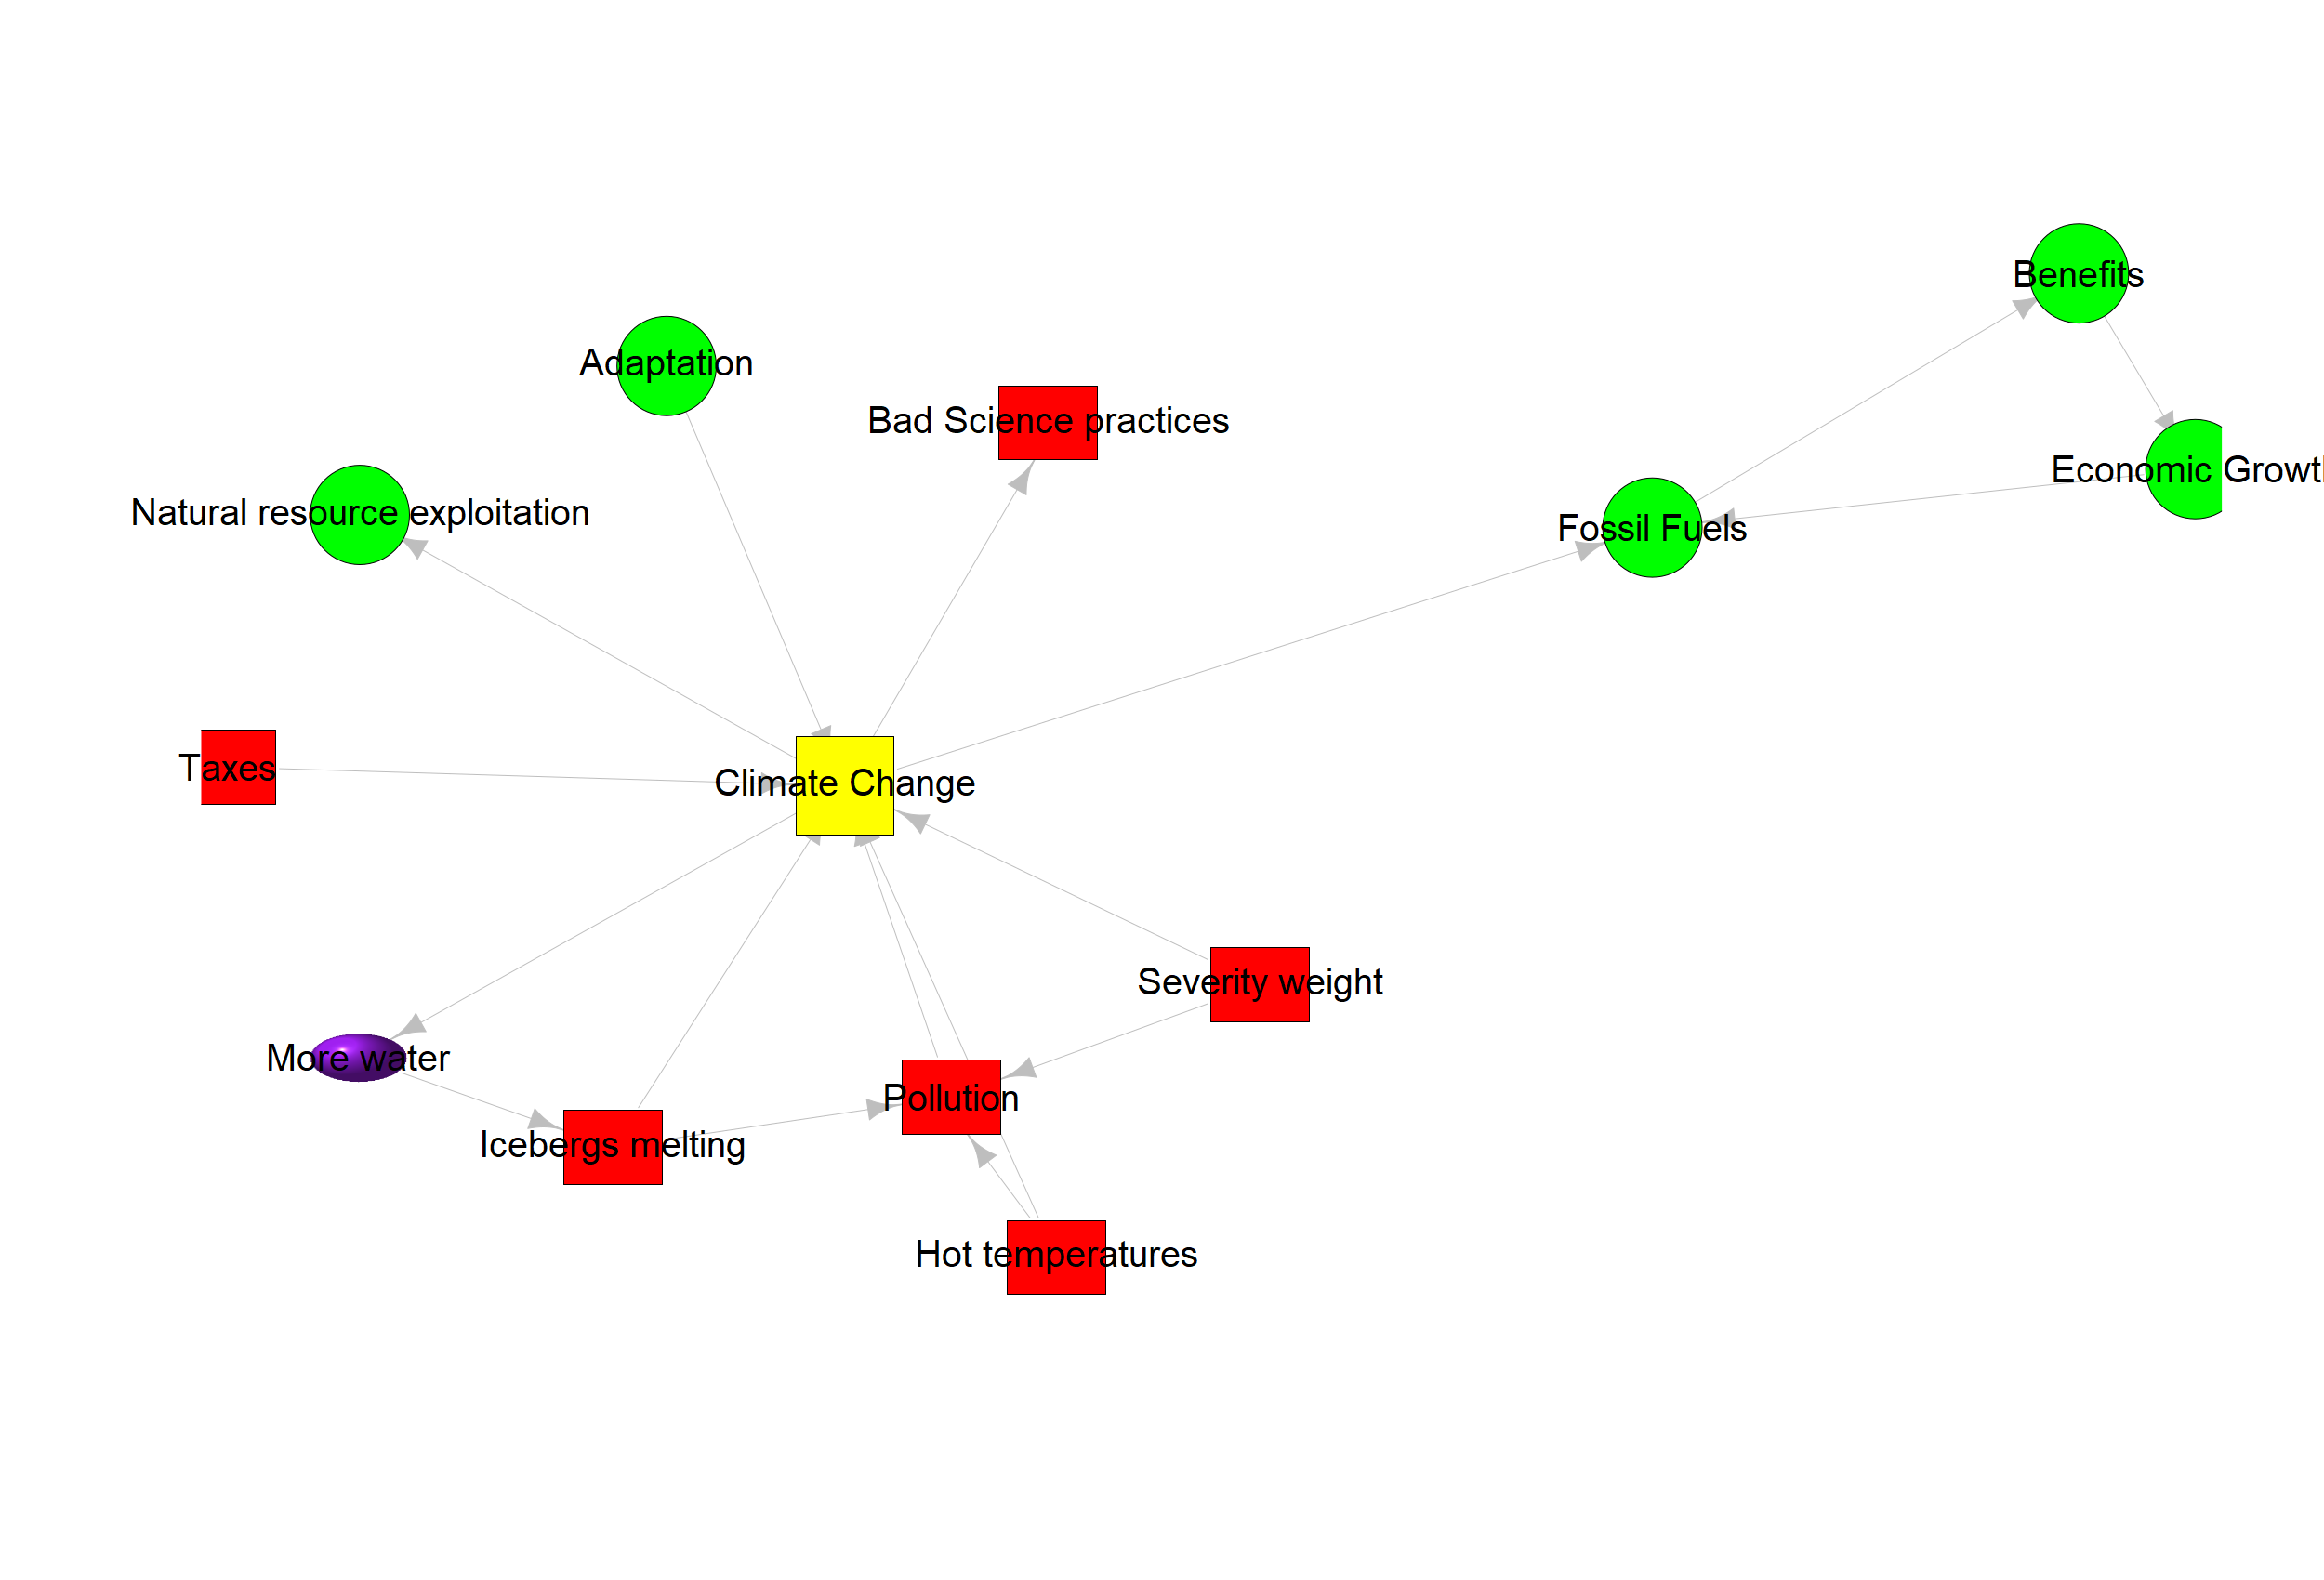 Benefits
Adaptation
Bad Science practices
Economic Growt
Natural resource exploitation
Fossil Fuels
Taxes
Climate Change
Severity weight
More water
Pollution
Icebergs melting
Hot temperatures